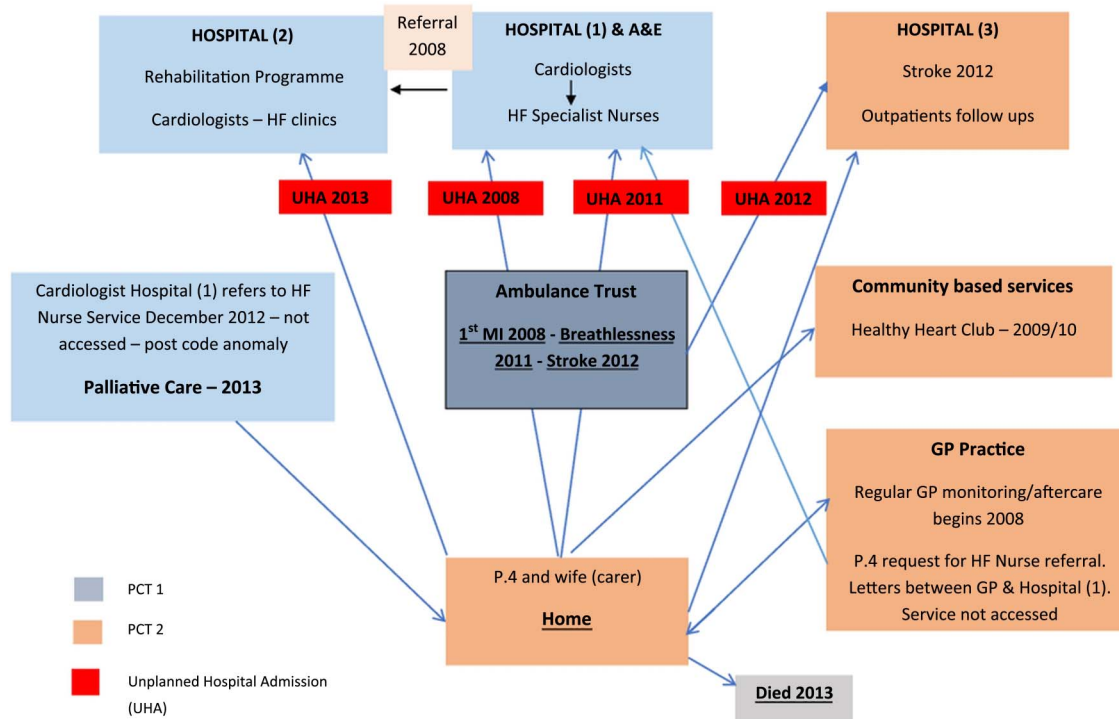 HOSPITAL (2)
Rehabilitation Programme
Cardiologists – HF clinics
Referral
2008
HOSPITAL (1) & A&E
Cardiologists
HF Specialist Nurses
HOSPITAL (3)
Stroke 2012
Outpatients follow ups
UHA 2013
UHA 2008
UHA 2011
UHA 2012
Cardiologist Hospital (1) refers to HF
Nurse Service December 2012 – not
accessed – post code anomaly
Palliative Care – 2013
Ambulance Trust
1st MI 2008 - Breathlessness
2011 - Stroke 2012
Community based services
Healthy Heart Club – 2009/10
GP Practice
Regular GP monitoring/aftercare
begins 2008
P.4 request for HF Nurse referral.
Letters between GP & Hospital (1).
Service not accessed
P.4 and wife (carer)
Home
Died 2013
PCT 1
PCT 2
Unplanned Hospital Admission
(UHA)